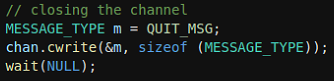 // closing the channel
MESSAGE_TYPE m = QUIT_MSG;
chan.cwrite(&m, sizeof (MESSAGE_TYPE));
wait(NULL);